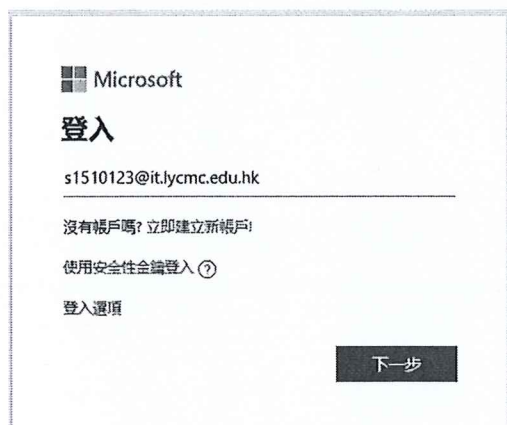 Microsoft
登入
s1510123@it.lycmc.edu.hk
沒有帳戶嗎? 立即建立新帳戶!
使用安全性金鑰登入 ?
登入選項
下一步